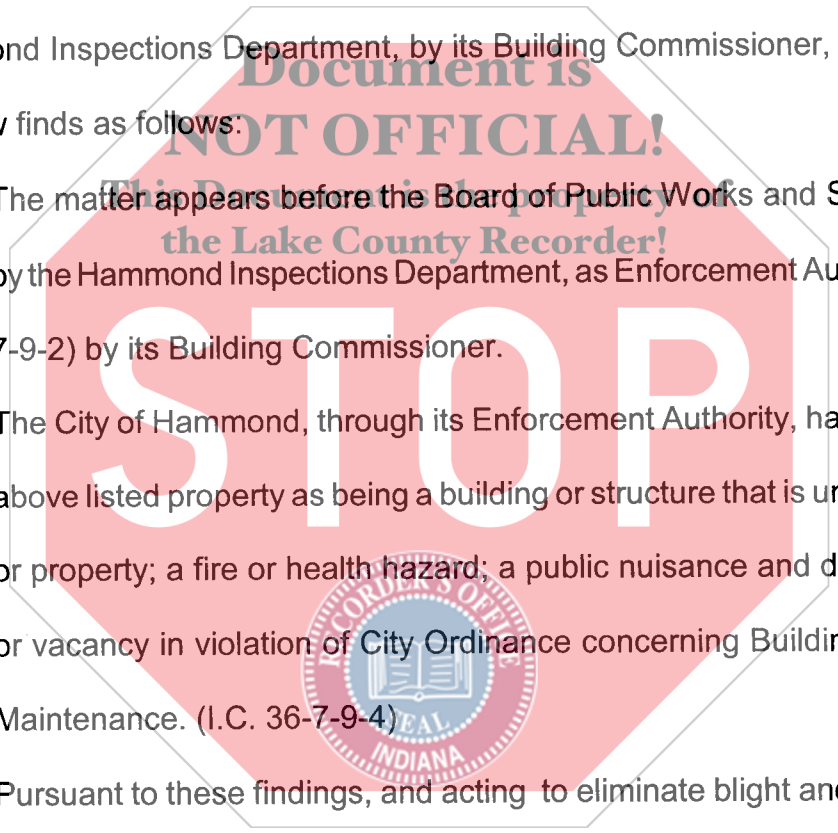 ond Inspections Department, by its Building Commissioner,
Document is
finds as follows:
NOT OFFICIAL!
The matter appears before the Board of Public Works and S
This Document is the property of
the Lake County Recorder!
by the Hammond Inspections Department, as Enforcement Au
7-9-2) by its Building Commissioner.
STOP
The City of Hammond, through its Enforcement Authority, ha
above listed property as being a building or structure that is un
or property; a fire or health hazard; a public nuisance and d
RECORDER'S OFFICE
or vacancy in violation of City Ordinance concerning Buildin
Maintenance. (I.C. 36-7-9-4)
SEAL
INDIANA
Pursuant to these findings, and acting to eliminate blight and